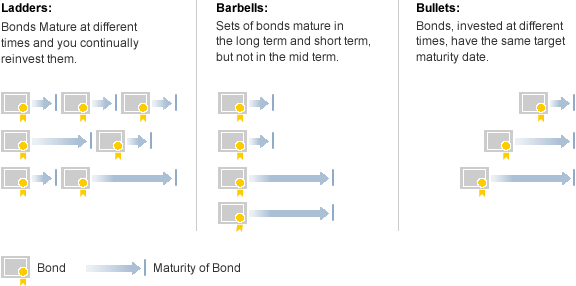 Ladders:
Bonds Mature at different
times and you continually
reinvest them.
Barbells:
Sets of bonds mature in
the long term and short term,
but not in the mid term.
Bullets:
Bonds, invested at different
times, have the same target
maturity date.
Bond
Maturity of Bond